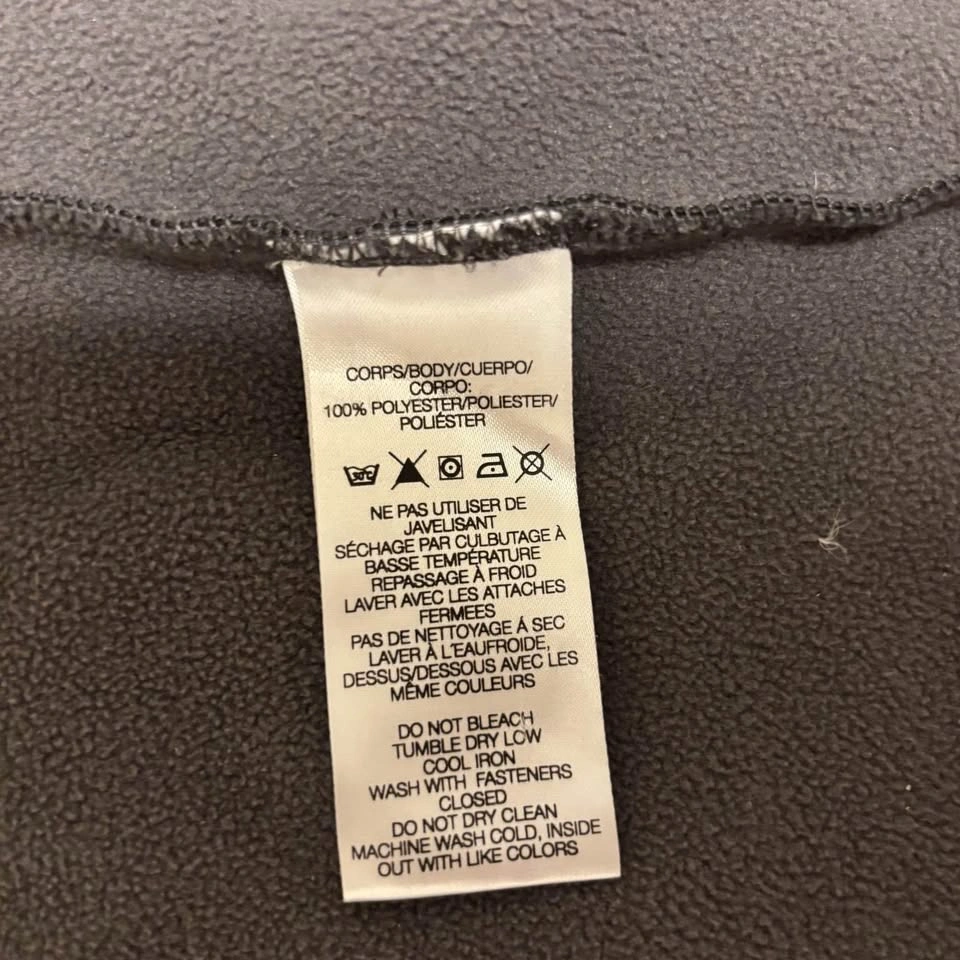 CORPS/BODY/CUERPO/
CORPO:
100% POLYESTER/POLIESTER/
POLIÉSTER
30°C
NE PAS UTILISER DE
JAVELISANT
SÉCHAGE PAR CULBUTAGE À
BASSE TEMPÉRATURE
REPASSAGE À FROID
LAVER AVEC LES ATTACHES
FERMEES
PAS DE NETTOYAGE Á SEC
LAVER À L'EAUFROIDE,
DESSUS/DESSOUS AVEC LES
MÊME COULEURS
DO NOT BLEACH
TUMBLE DRY LOW
COOL IRON
WASH WITH FASTENERS
CLOSED
DO NOT DRY CLEAN
MACHINE WASH COLD, INSIDE
OUT WITH LIKE COLORS